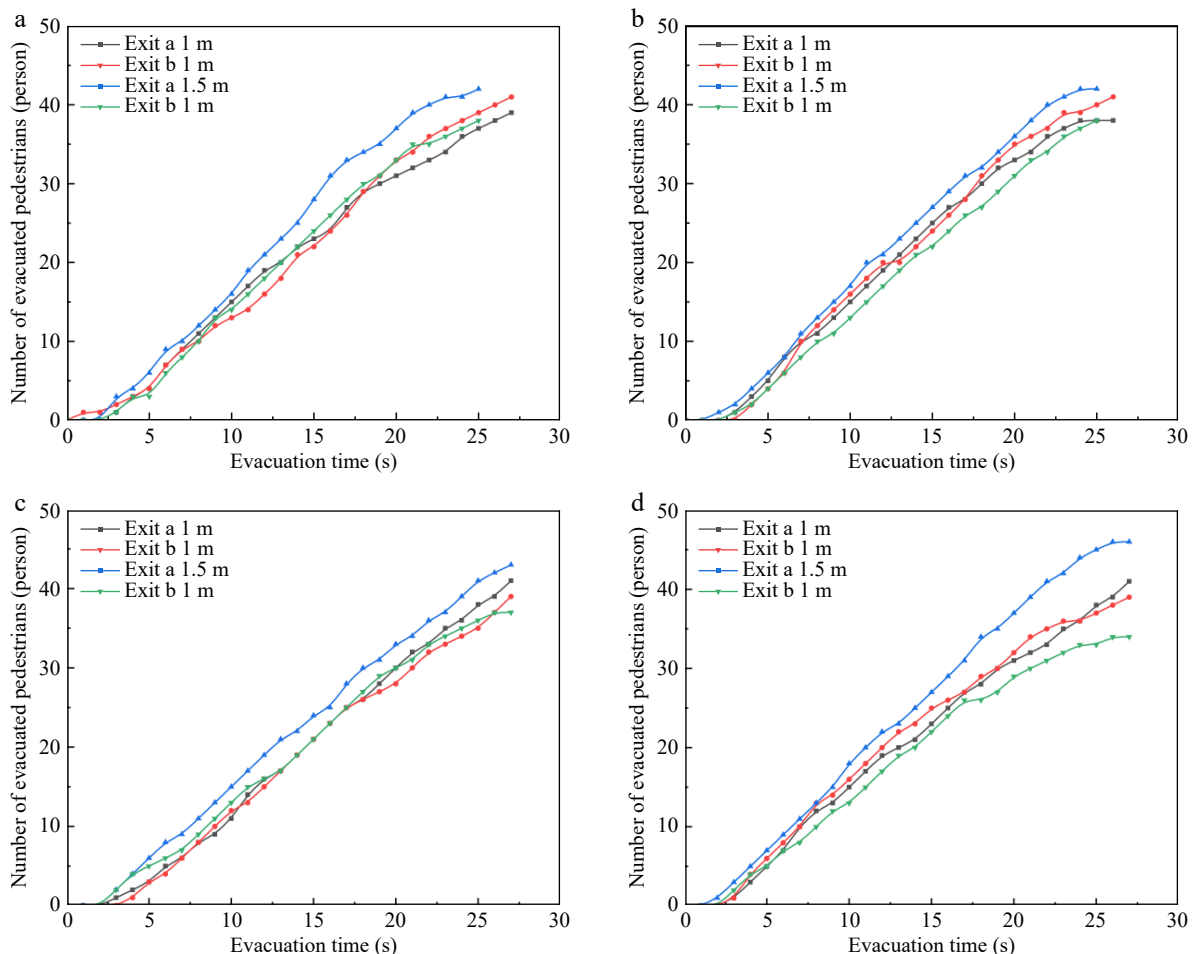 a
50
40
30
20
10
0
Number of evacuated pedestrians (person)
Exit a 1 m
Exit b 1 m
Exit a 1.5 m
Exit b 1 m
0 5 10 15 20 25 30
Evacuation time (s)
b
50
40
30
20
10
0
Number of evacuated pedestrians (person)
Exit a 1 m
Exit b 1 m
Exit a 1.5 m
Exit b 1 m
0 5 10 15 20 25 30
Evacuation time (s)
c
50
40
30
20
10
0
Number of evacuated pedestrians (person)
Exit a 1 m
Exit b 1 m
Exit a 1.5 m
Exit b 1 m
0 5 10 15 20 25 30
Evacuation time (s)
d
50
40
30
20
10
0
Number of evacuated pedestrians (person)
Exit a 1 m
Exit b 1 m
Exit a 1.5 m
Exit b 1 m
0 5 10 15 20 25 30
Evacuation time (s)